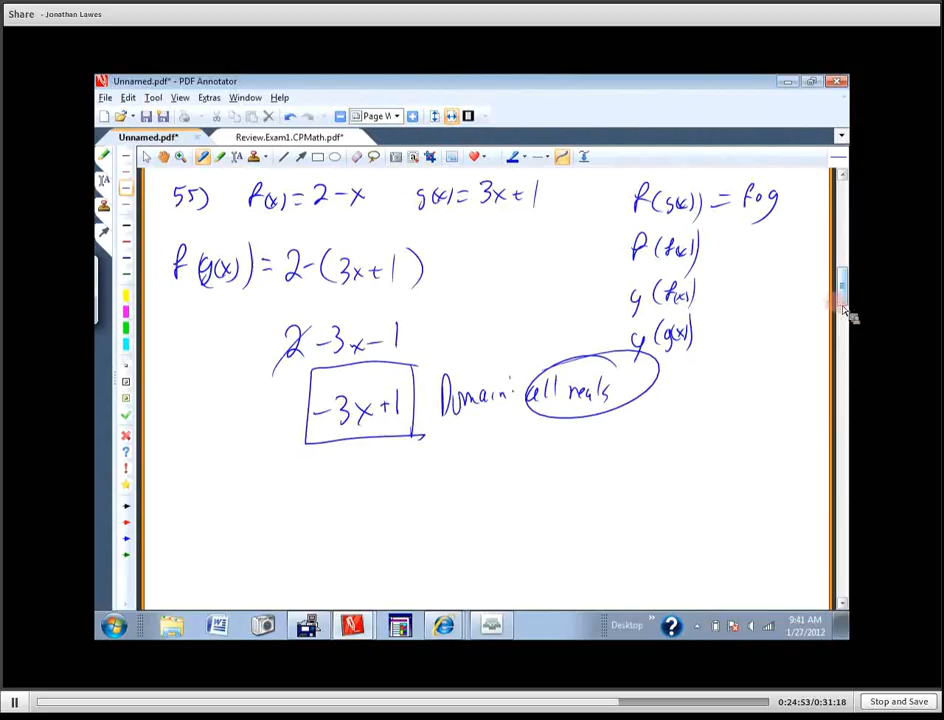 Share - Jonathan Lawes
Unnamed.pdf* - PDF Annotator
File Edit Tool View Extras Window Help
Page W
Unnamed.pdf* Review.Exam1.CPMath.pdf*
55) f(x) = 2-x g(x) = 3x+1 f(g(x)) = fog
f(g(x)) = 2-(3x+1) f(f(x))
g(f(x))
2-3x-1 g(g(x))
-3x+1 Domain: all reals
Desktop
9:41 AM
1/27/2012
0:24:53/0:31:18 Stop and Save